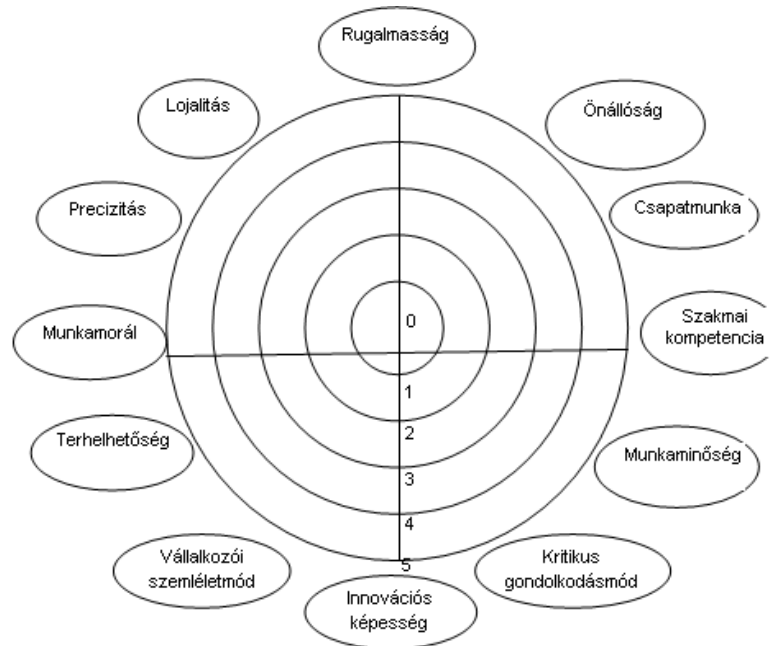 Rugalmasság
Lojalitás
Önállóság
Precizitás
Csapatmunka
Munkamorál
0
Szakmai
kompetencia
1
Terhelhetőség
2
Munkaminőség
3
4
Vállalkozói
szemléletmód
5
Kritikus
gondolkodásmód
Innovációs
képesség